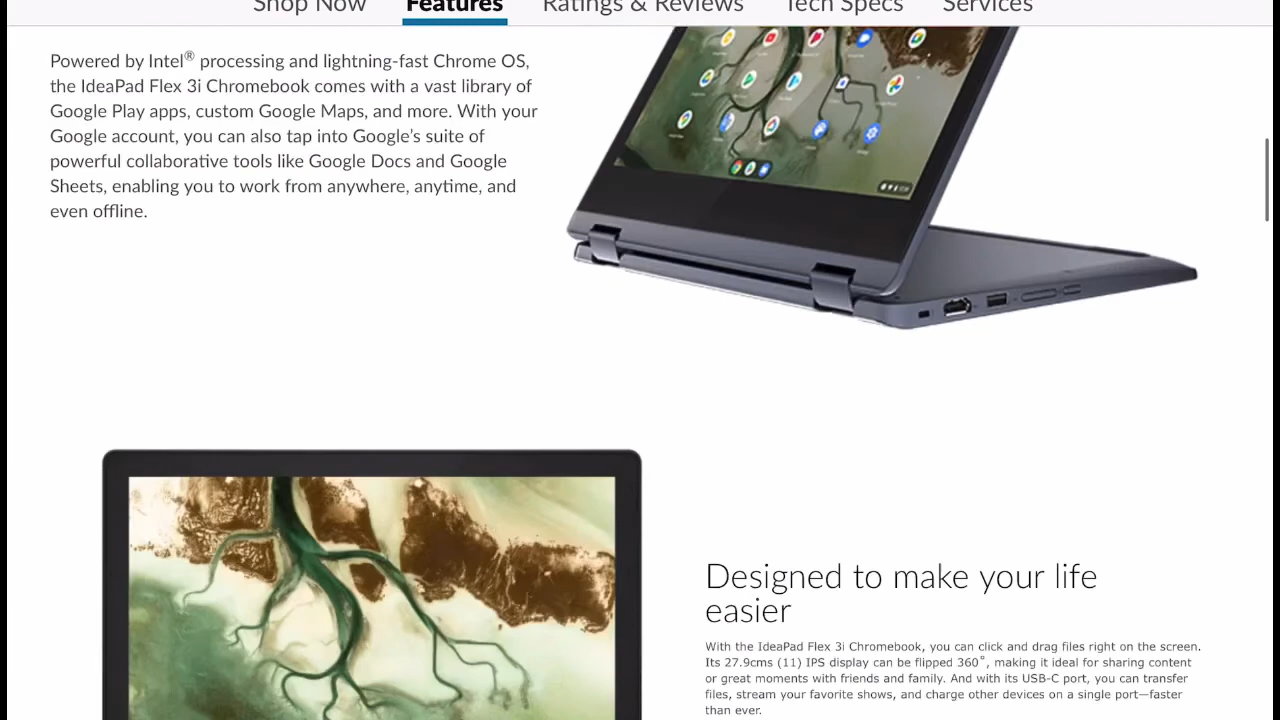 Shop Now Features Ratings & Reviews Tech Specs Services
Powered by Intel® processing and lightning-fast Chrome OS,
the IdeaPad Flex 3i Chromebook comes with a vast library of
Google Play apps, custom Google Maps, and more. With your
Google account, you can also tap into Google’s suite of
powerful collaborative tools like Google Docs and Google
Sheets, enabling you to work from anywhere, anytime, and
even offline.
Designed to make your life
easier
With the IdeaPad Flex 3i Chromebook, you can click and drag files right on the screen.
Its 27.9cms (11) IPS display can be flipped 360˚, making it ideal for sharing content
or great moments with friends and family. And with its USB-C port, you can transfer
files, stream your favorite shows, and charge other devices on a single port—faster
than ever.